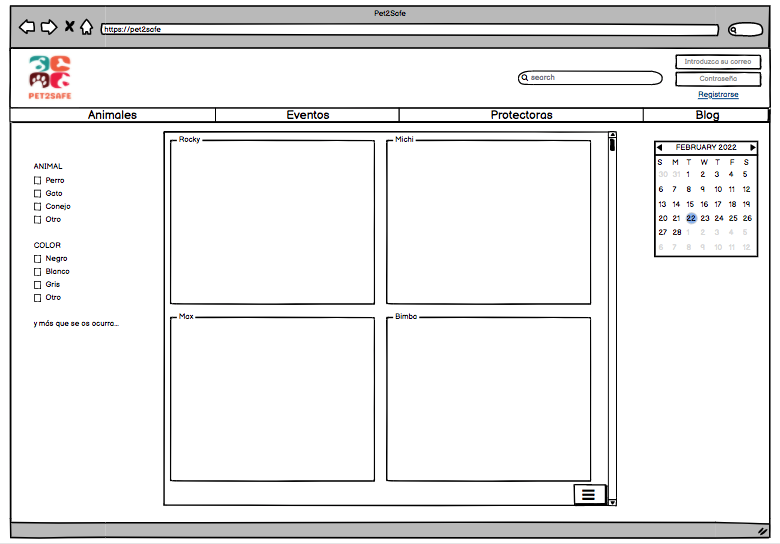 Pet2Safe
https://pet2safe
PET2SAFE
search
Introduzca su correo
Contraseña
Registrarse
Animales Eventos Protectoras Blog
ANIMAL
Perro
Gato
Conejo
Otro
COLOR
Negro
Blanco
Gris
Otro
y más que se os ocurra...
Rocky Michi
Max Bimba
FEBRUARY 2022
S M T W T F S
30 31 1 2 3 4 5
6 7 8 9 10 11 12
13 14 15 16 17 18 19
20 21 22 23 24 25 26
27 28 1 2 3 4 5
6 7 8 9 10 11 12